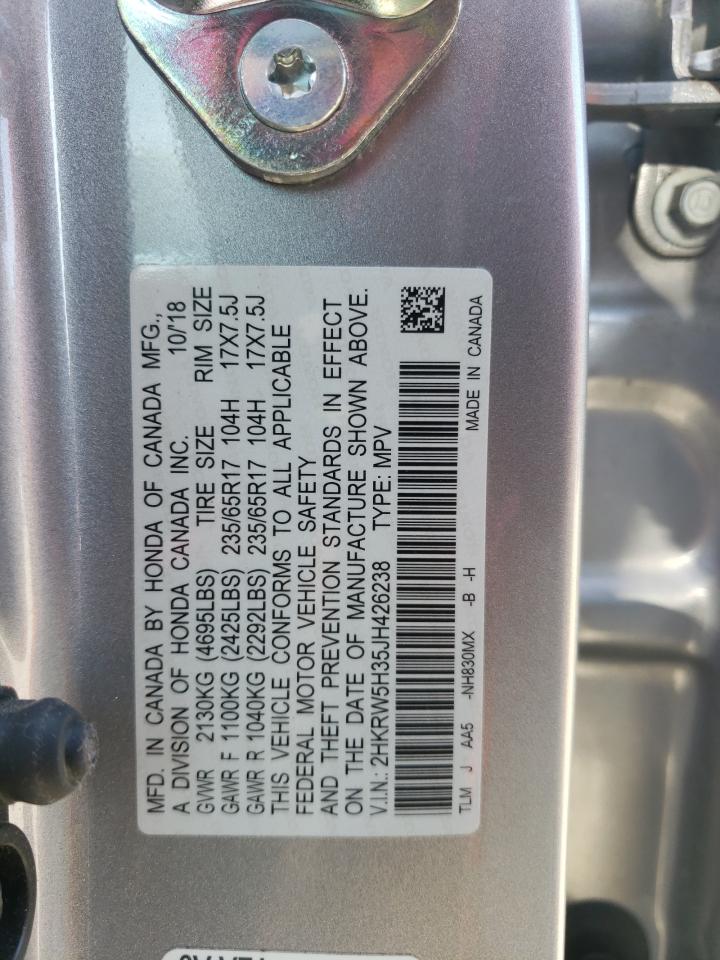 MFD. IN CANADA BY HONDA OF CANADA MFG.,
A DIVISION OF HONDA CANADA INC. 10/'18
GVWR 2130KG (4695LBS) TIRE SIZE RIM SIZE
GAWR F 1100KG (2425LBS) 235/65R17 104H 17X7.5J
GAWR R 1040KG (2292LBS) 235/65R17 104H 17X7.5J
THIS VEHICLE CONFORMS TO ALL APPLICABLE
FEDERAL MOTOR VEHICLE SAFETY
AND THEFT PREVENTION STANDARDS IN EFFECT
ON THE DATE OF MANUFACTURE SHOWN ABOVE.
V.I.N.: 2HKRW5H35JH426238 TYPE: MPV
TLM J AA5 -NH830MX -B -H MADE IN CANADA